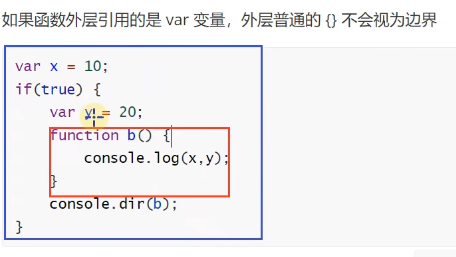 如果函数外层引用的是 var 变量，外层普通的 {} 不会视为边界
var x = 10;
if(true) {
    var y = 20;
    function b() {
        console.log(x,y);
    }
    console.dir(b);
}